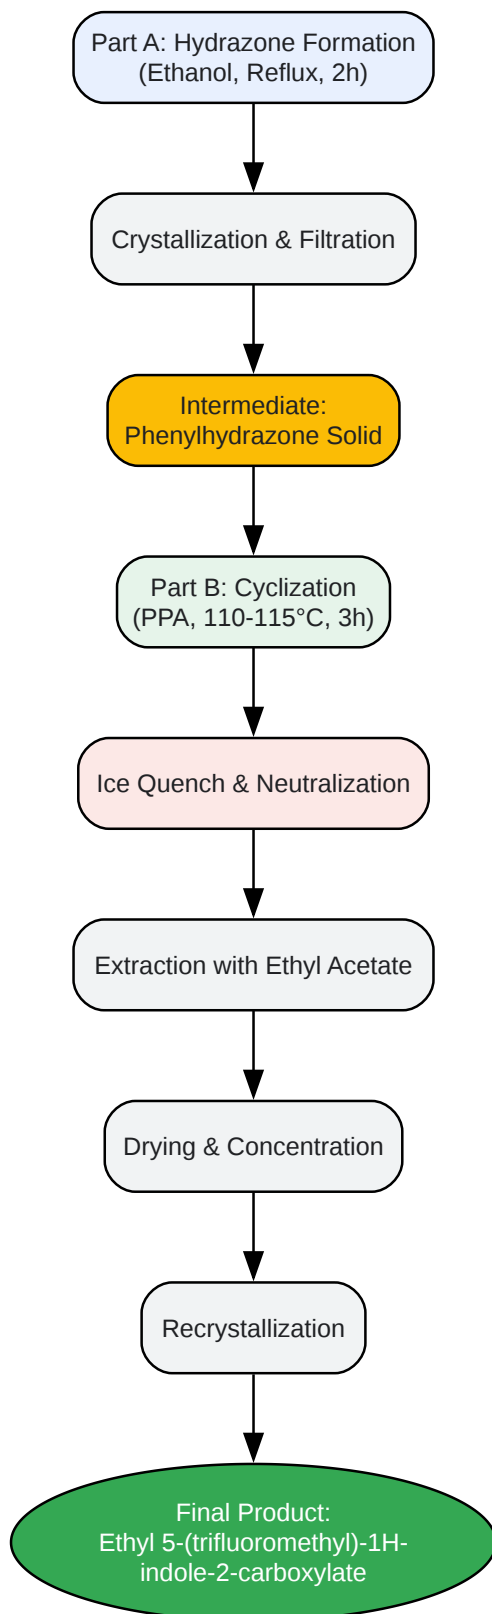 Part A: Hydrazone Formation
(Ethanol, Reflux, 2h)
Crystallization & Filtration
Intermediate:
Phenylhydrazone Solid
Part B: Cyclization
(PPA, 110-115°C, 3h)
Ice Quench & Neutralization
Extraction with Ethyl Acetate
Drying & Concentration
Recrystallization
Final Product:
Ethyl 5-(trifluoromethyl)-1H-
indole-2-carboxylate